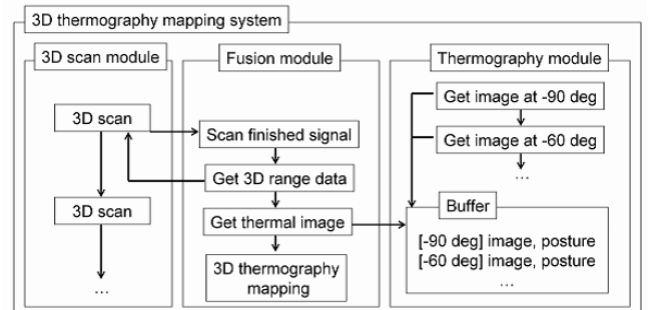 3D thermography mapping system
3D scan module
3D scan
3D scan
...
Fusion module
Scan finished signal
Get 3D range data
Get thermal image
3D thermography
mapping
Thermography module
Get image at -90 deg
Get image at -60 deg
...
Buffer
[-90 deg] image, posture
[-60 deg] image, posture
...